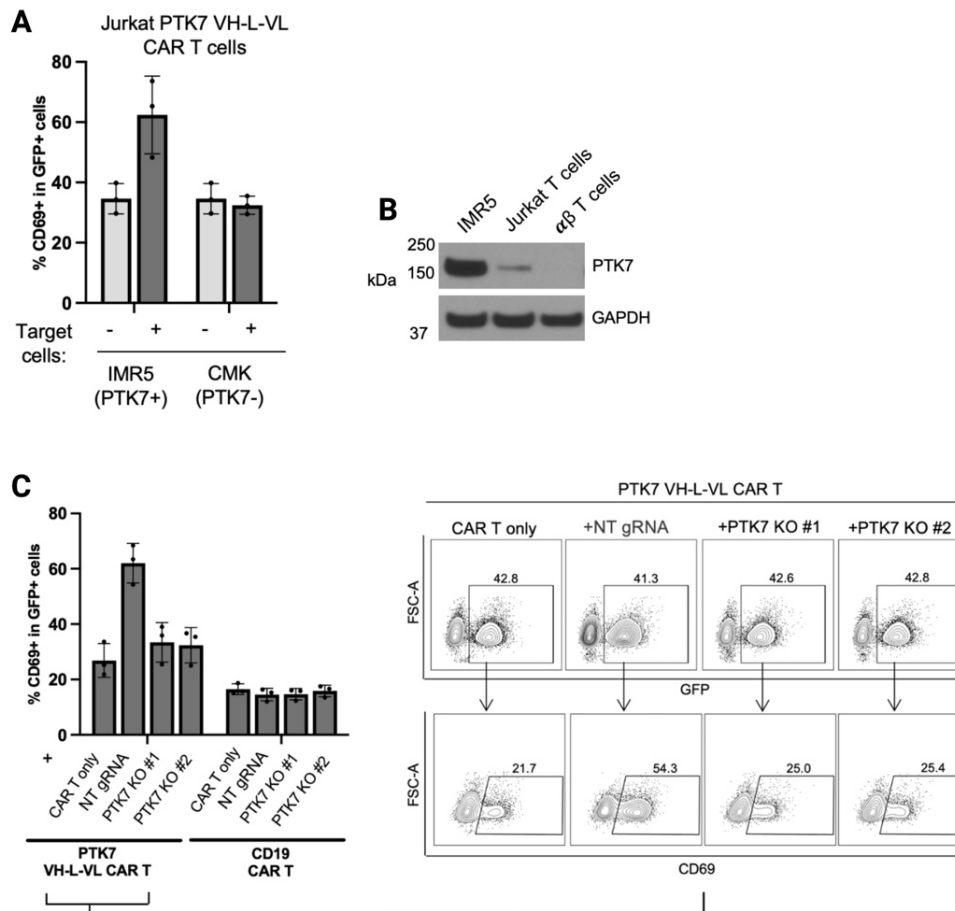 A
Jurkat PTK7 VH-L-VL
CAR T cells
% CD69+ in GFP+ cells
80
60
40
20
0
Target
cells:
- + - +
IMR5
(PTK7+)
CMK
(PTK7-)
B
IMR5
Jurkat T cells
αβ T cells
250
150
kDa
37
PTK7
GAPDH
C
% CD69+ in GFP+ cells
80
60
40
20
0
+
CAR T only
NT gRNA
PTK7 KO #1
PTK7 KO #2
CAR T only
NT gRNA
PTK7 KO #1
PTK7 KO #2
PTK7
VH-L-VL CAR T
CD19
CAR T
PTK7 VH-L-VL CAR T
CAR T only +NT gRNA +PTK7 KO #1 +PTK7 KO #2
FSC-A
42.8 41.3 42.6 42.8
GFP
FSC-A
21.7 54.3 25.0 25.4
CD69